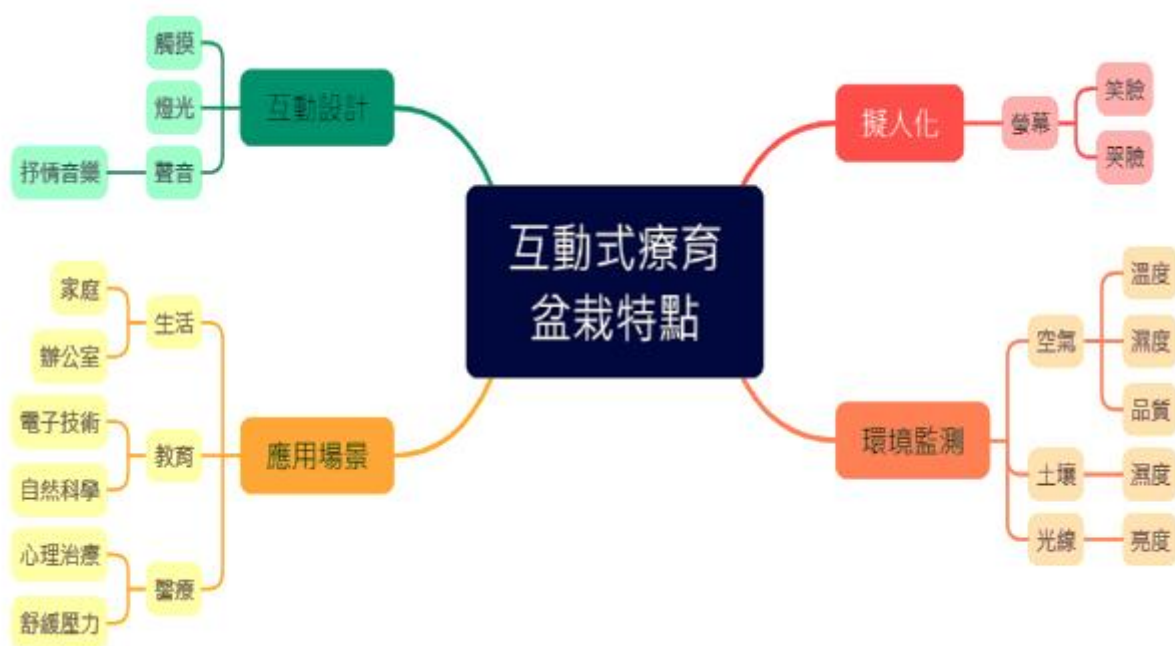 互動式療育
盆栽特點
互動設計
觸摸
燈光
聲音
抒情音樂
擬人化
螢幕
笑臉
哭臉
應用場景
生活
家庭
辦公室
教育
電子技術
自然科學
醫療
心理治療
舒緩壓力
環境監測
空氣
溫度
濕度
品質
土壤
濕度
光線
亮度